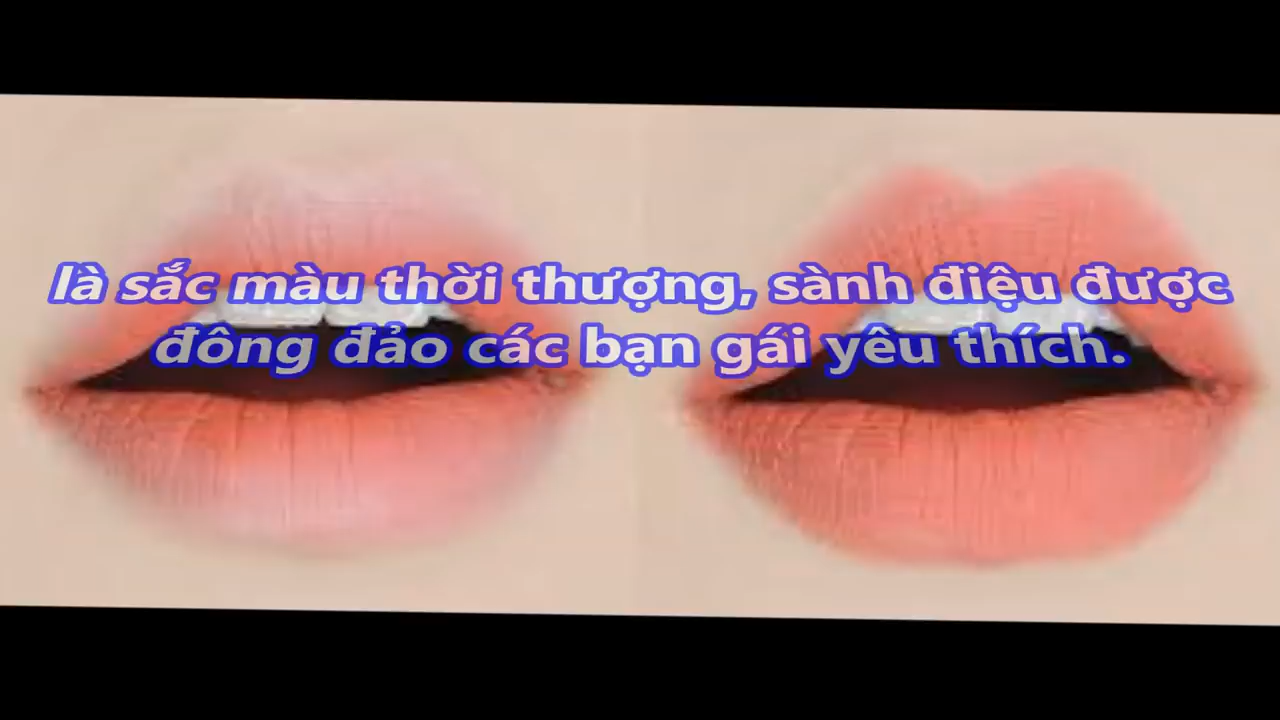 là sắc màu thời thượng, sành điệu được
đông đảo các bạn gái yêu thích.